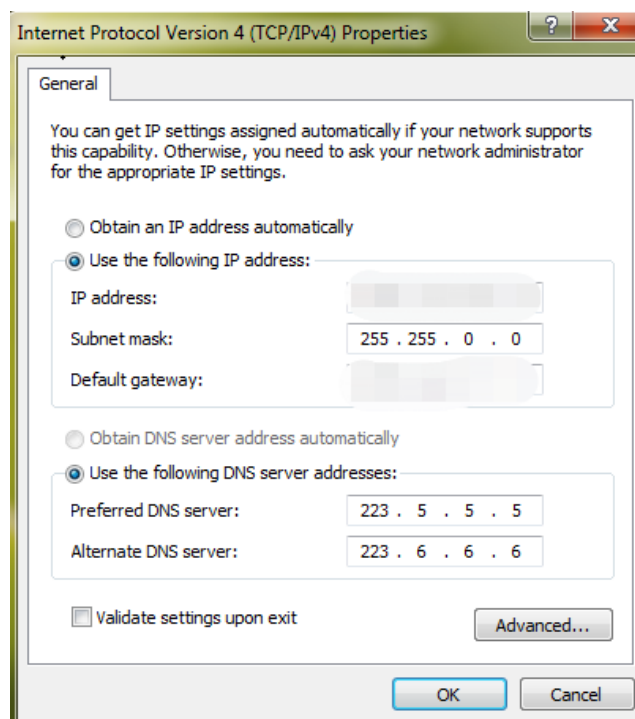 Internet Protocol Version 4 (TCP/IPv4) Properties
General
You can get IP settings assigned automatically if your network supports
this capability. Otherwise, you need to ask your network administrator
for the appropriate IP settings.
Obtain an IP address automatically
Use the following IP address:
IP address:
Subnet mask: 255 . 255 . 0 . 0
Default gateway:
Obtain DNS server address automatically
Use the following DNS server addresses:
Preferred DNS server: 223 . 5 . 5 . 5
Alternate DNS server: 223 . 6 . 6 . 6
Validate settings upon exit
Advanced...
OK Cancel